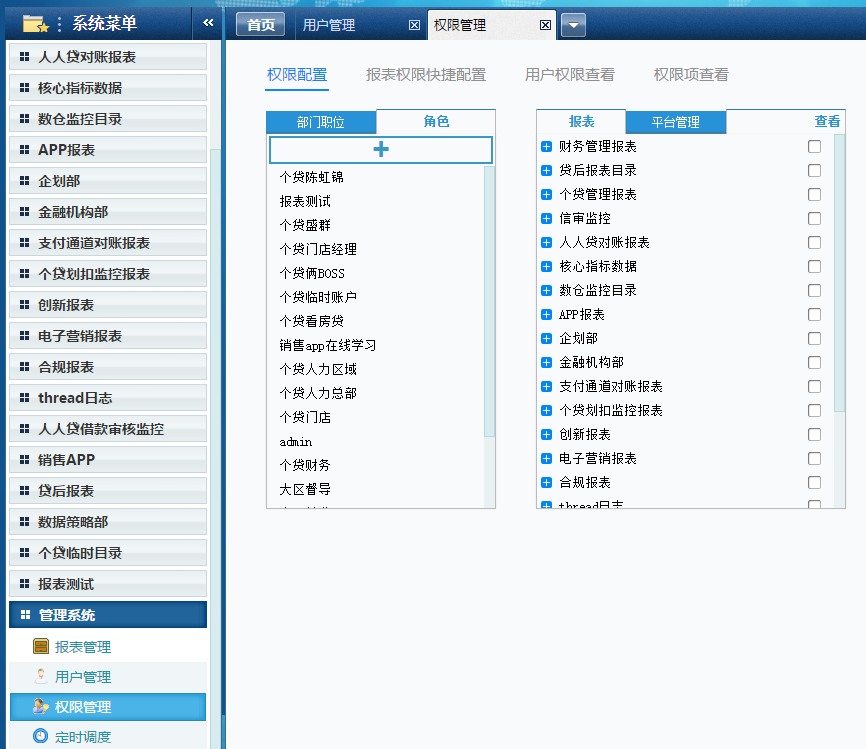 系统菜单
人人贷对账报表
核心指标数据
数仓监控目录
APP报表
企划部
金融机构部
支付通道对账报表
个贷划扣监控报表
创新报表
电子营销报表
合规报表
thread日志
人人贷借款审核监控
销售APP
贷后报表
数据策略部
个贷临时目录
报表测试
管理系统
报表管理
用户管理
权限管理
定时调度
首页 用户管理 权限管理
权限配置 报表权限快捷配置 用户权限查看 权限项查看
部门职位 角色
个贷陈虹锦
报表测试
个贷盛群
个贷门店经理
个贷俩BOSS
个贷临时账户
个贷看房贷
销售app在线学习
个贷人力区域
个贷人力总部
个贷门店
admin
个贷财务
大区督导
报表 平台管理 查看
财务管理报表
贷后报表目录
个贷管理报表
信审监控
人人贷对账报表
核心指标数据
数仓监控目录
APP报表
企划部
金融机构部
支付通道对账报表
个贷划扣监控报表
创新报表
电子营销报表
合规报表
thread日志